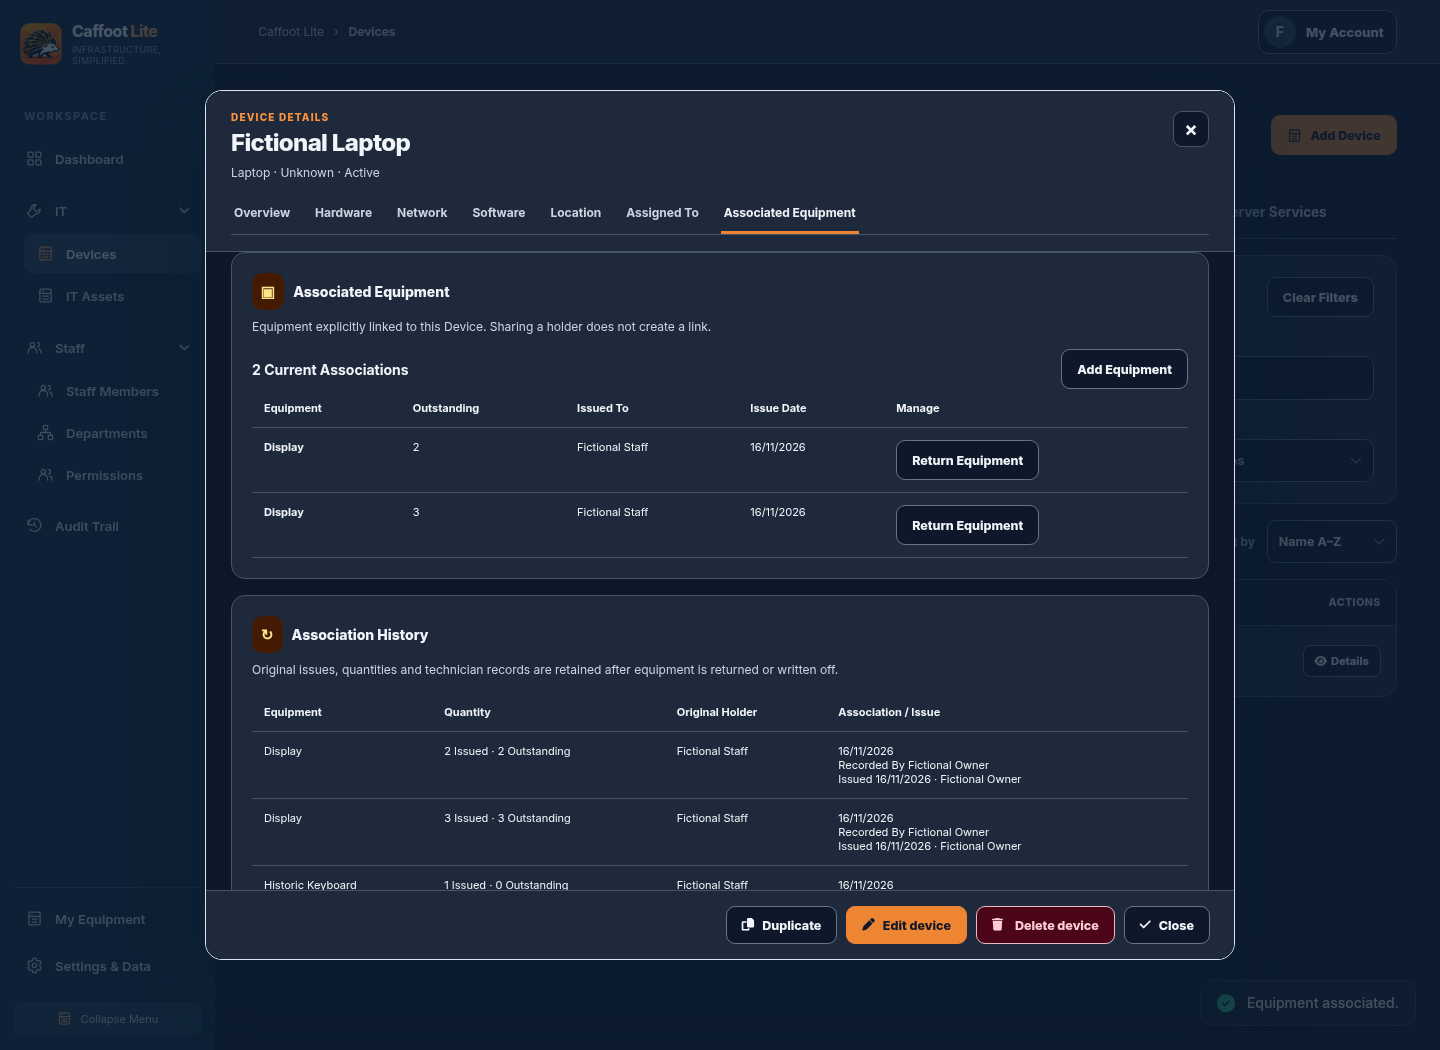 Caffoot Lite
INFRASTRUCTURE,
SIMPLIFIED.
Caffoot Lite › Devices
F My Account
WORKSPACE
Dashboard
IT
Devices
IT Assets
Staff
Staff Members
Departments
Permissions
Audit Trail
My Equipment
Settings & Data
Collapse Menu
Add Device
erver Services
Clear Filters
by
Name A–Z
ACTIONS
Details
DEVICE DETAILS
Fictional Laptop
Laptop · Unknown · Active
Overview Hardware Network Software Location Assigned To Associated Equipment
Associated Equipment
Equipment explicitly linked to this Device. Sharing a holder does not create a link.
2 Current Associations
Add Equipment
Equipment Outstanding Issued To Issue Date Manage
Display 2 Fictional Staff 16/11/2026 Return Equipment
Display 3 Fictional Staff 16/11/2026 Return Equipment
Association History
Original issues, quantities and technician records are retained after equipment is returned or written off.
Equipment Quantity Original Holder Association / Issue
Display 2 Issued · 2 Outstanding Fictional Staff 16/11/2026
Recorded By Fictional Owner
Issued 16/11/2026 · Fictional Owner
Display 3 Issued · 3 Outstanding Fictional Staff 16/11/2026
Recorded By Fictional Owner
Issued 16/11/2026 · Fictional Owner
Historic Keyboard 1 Issued · 0 Outstanding Fictional Staff 16/11/2026
Duplicate
Edit device
Delete device
Close
Equipment associated.